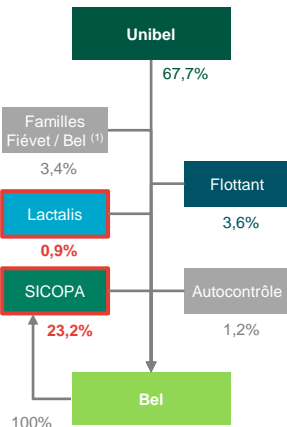 Unibel
67,7%
Familles
Fiévet / Bel (1)
3,4%
Flottant
3,6%
Lactalis
0,9%
SICOPA
23,2%
Autocontrôle
1,2%
Bel
100%